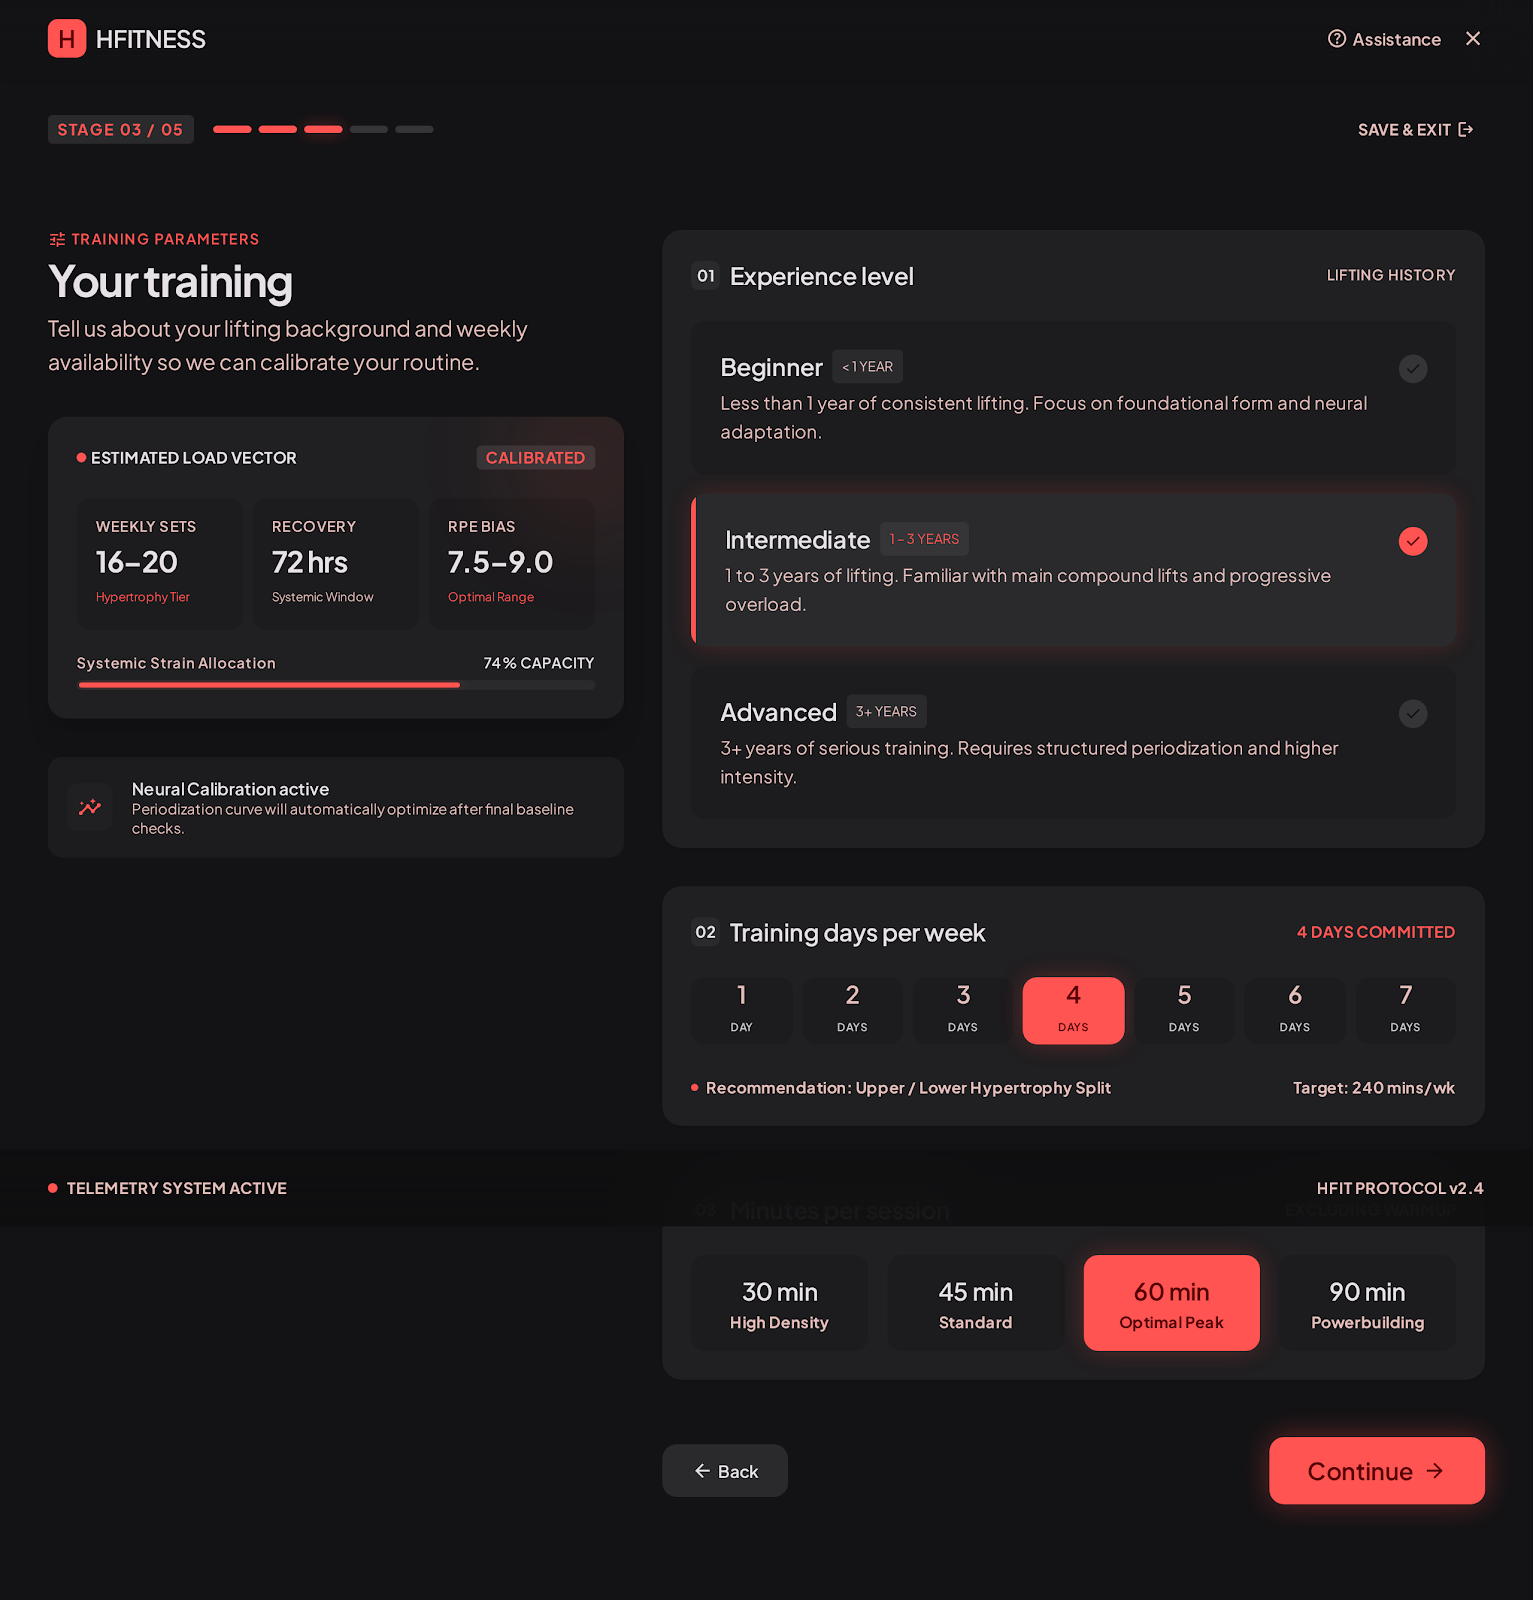 H HFITNESS
Assistance
STAGE 03 / 05
SAVE & EXIT
TRAINING PARAMETERS
Your training
Tell us about your lifting background and weekly
availability so we can calibrate your routine.
ESTIMATED LOAD VECTOR
CALIBRATED
WEEKLY SETS
16–20
Hypertrophy Tier
RECOVERY
72 hrs
Systemic Window
RPE BIAS
7.5–9.0
Optimal Range
Systemic Strain Allocation
74% CAPACITY
Neural Calibration active
Periodization curve will automatically optimize after final baseline
checks.
01 Experience level
LIFTING HISTORY
Beginner < 1 YEAR
Less than 1 year of consistent lifting. Focus on foundational form and neural
adaptation.
Intermediate 1 – 3 YEARS
1 to 3 years of lifting. Familiar with main compound lifts and progressive
overload.
Advanced 3+ YEARS
3+ years of serious training. Requires structured periodization and higher
intensity.
02 Training days per week
4 DAYS COMMITTED
1
DAY
2
DAYS
3
DAYS
4
DAYS
5
DAYS
6
DAYS
7
DAYS
Recommendation: Upper / Lower Hypertrophy Split
Target: 240 mins/wk
TELEMETRY SYSTEM ACTIVE
HFIT PROTOCOL v2.4
03 Minutes per session
EXCLUDING WARMUP
30 min
High Density
45 min
Standard
60 min
Optimal Peak
90 min
Powerbuilding
Back
Continue